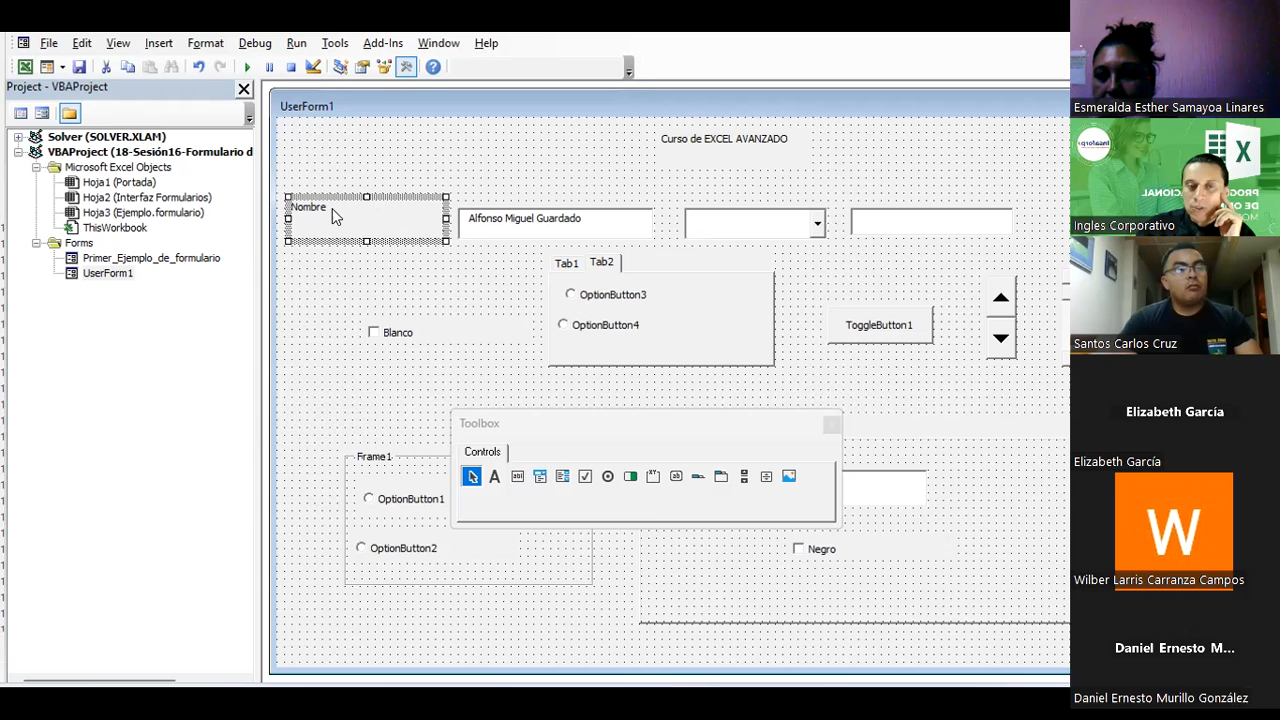 File Edit View Insert Format Debug Run Tools Add-Ins Window Help
Project - VBAProject
Solver (SOLVER.XLAM)
VBAProject (18-Sesión16-Formulario d
Microsoft Excel Objects
Hoja1 (Portada)
Hoja2 (Interfaz Formularios)
Hoja3 (Ejemplo.formulario)
ThisWorkbook
Forms
Primer_Ejemplo_de_formulario
UserForm1
UserForm1
Curso de EXCEL AVANZADO
Nombre
Alfonso Miguel Guardado
Tab1 Tab2
OptionButton3
OptionButton4
Blanco
ToggleButton1
Toolbox
Controls
Frame1
OptionButton1
OptionButton2
Negro
Esmeralda Esther Samayoa Linares
Ingles Corporativo
Santos Carlos Cruz
Elizabeth García
Elizabeth García
W
Wilber Larris Carranza Campos
Daniel Ernesto M...
Daniel Ernesto Murillo González